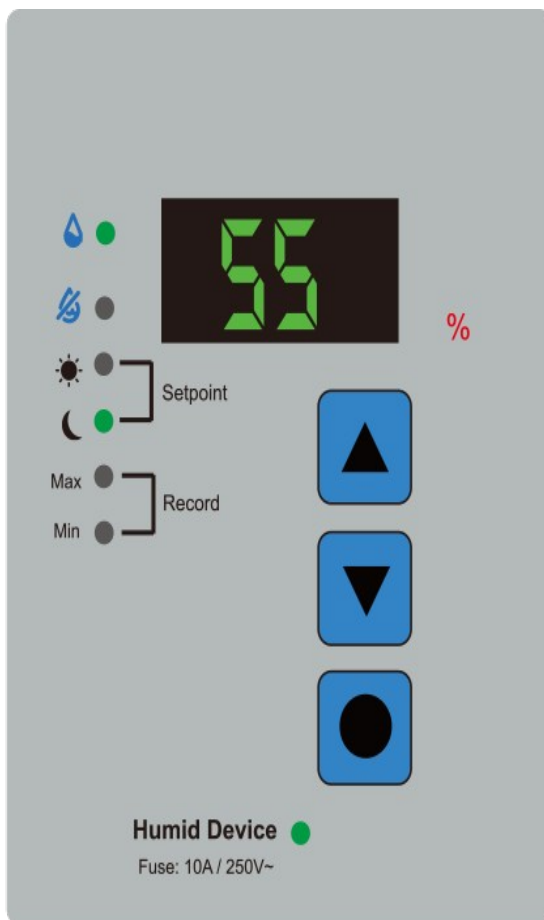 55
%
Setpoint
Max
Record
Min
Humid Device
Fuse: 10A / 250V~